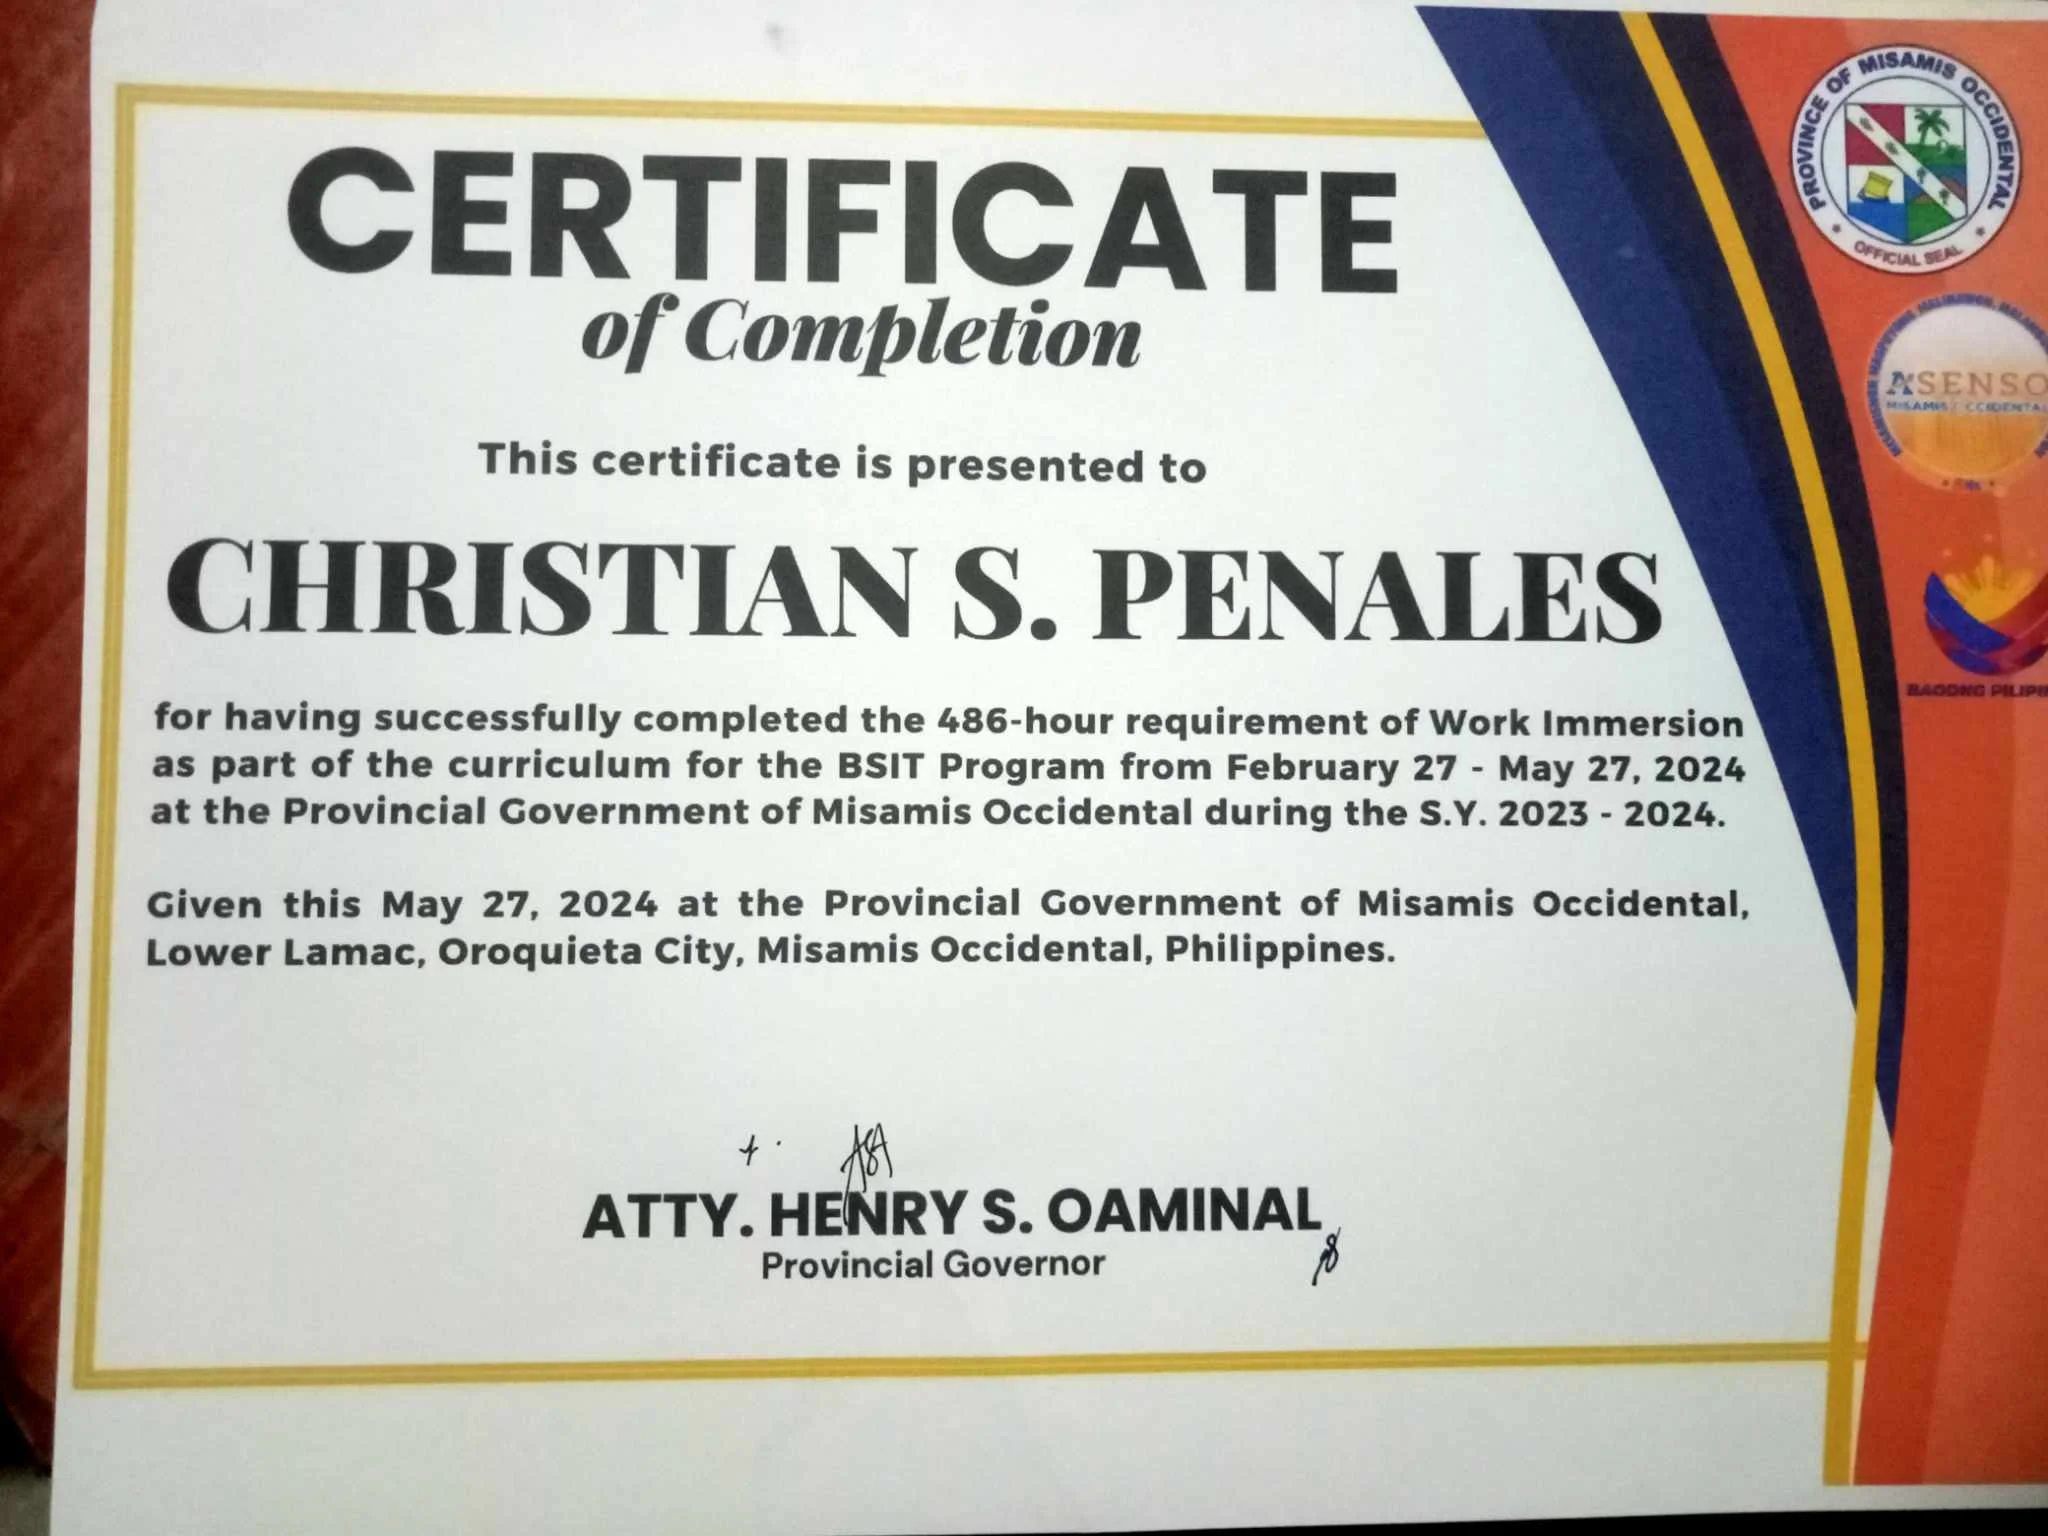 CERTIFICATE
of Completion
This certificate is presented to
CHRISTIAN S. PENALES
for having successfully completed the 486-hour requirement of Work Immersion
as part of the curriculum for the BSIT Program from February 27 - May 27, 2024
at the Provincial Government of Misamis Occidental during the S.Y. 2023 - 2024.
Given this May 27, 2024 at the Provincial Government of Misamis Occidental,
Lower Lamac, Oroquieta City, Misamis Occidental, Philippines.
ATTY. HENRY S. OAMINAL
Provincial Governor
PROVINCE OF MISAMIS OCCIDENTAL
OFFICIAL SEAL
ASENSO
MISAMIS OCCIDENTAL
BAGONG PILIPI